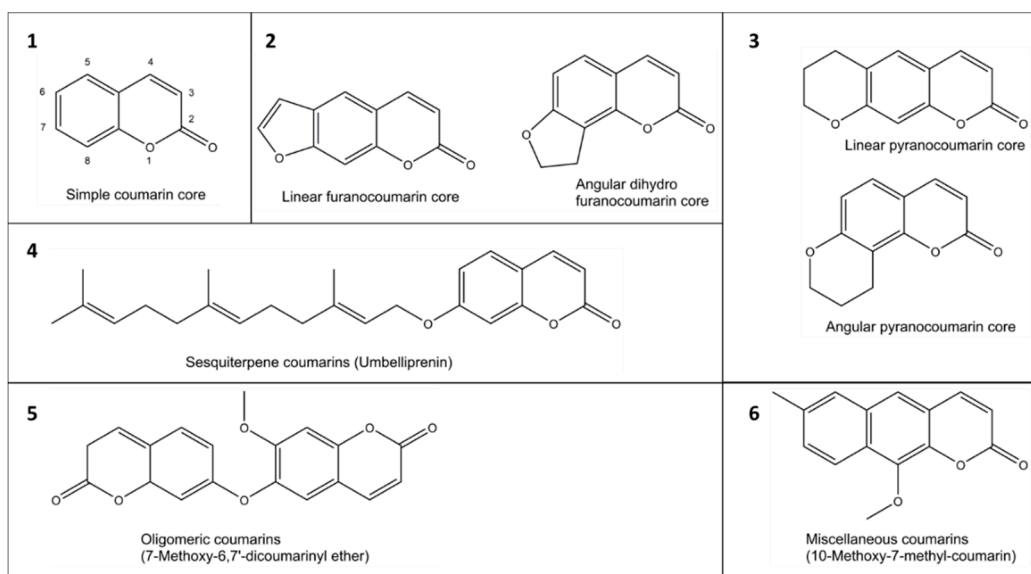 1
5
4
6
3
7
2
8
O
1
O
Simple coumarin core
2
O
O
O
Linear furanocoumarin core
O
O
O
Angular dihydro
furanocoumarin core
3
O
O
O
Linear pyranocoumarin core
O
O
O
Angular pyranocoumarin core
4
O
O
O
Sesquiterpene coumarins (Umbelliprenin)
5
O
O
O
O
O
O
Oligomeric coumarins
(7-Methoxy-6,7'-dicoumarinyl ether)
6
O
O
O
Miscellaneous coumarins
(10-Methoxy-7-methyl-coumarin)